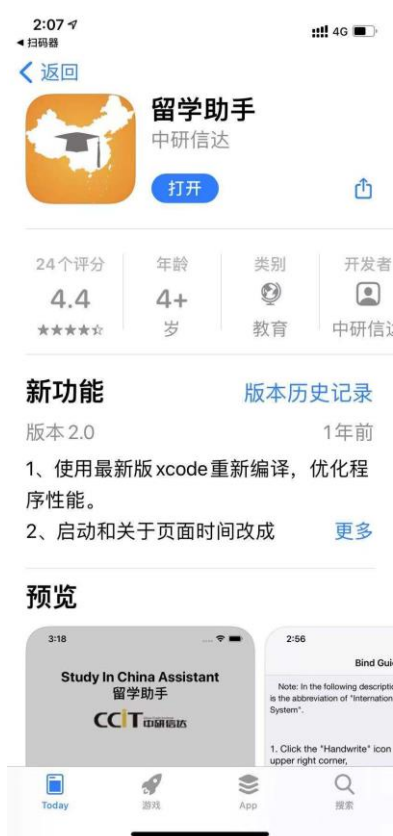 2:07
4G
扫码器
返回
留学助手
中研信达
打开
24个评分 年龄 类别 开发者
4.4 4+
岁 教育 中研信
新功能 版本历史记录
版本 2.0 1年前
1、使用最新版 xcode 重新编译，优化程
序性能。
2、启动和关于页面时间改成 更多
预览
3:18
Study In China Assistant
留学助手
CCIT 中研信达
2:56
Bind Gui
Note: In the following descripti
is the abbreviation of "Internation
System".
1. Click the "Handwrite" icon
upper right corner,
Today 游戏 App 搜索